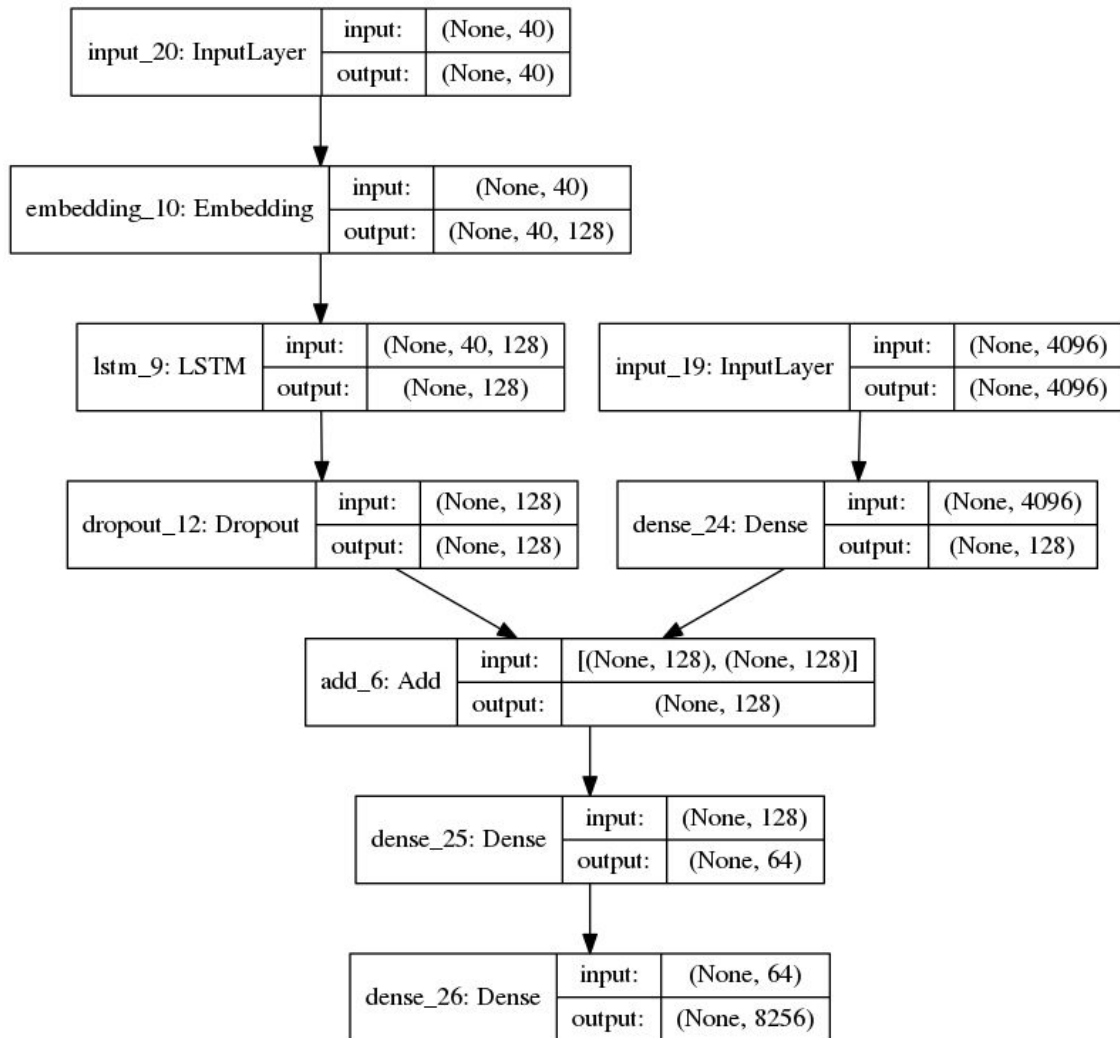 input_20: InputLayer
input: (None, 40)
output: (None, 40)
embedding_10: Embedding
input: (None, 40)
output: (None, 40, 128)
lstm_9: LSTM
input: (None, 40, 128)
output: (None, 128)
input_19: InputLayer
input: (None, 4096)
output: (None, 4096)
dropout_12: Dropout
input: (None, 128)
output: (None, 128)
dense_24: Dense
input: (None, 4096)
output: (None, 128)
add_6: Add
input: [(None, 128), (None, 128)]
output: (None, 128)
dense_25: Dense
input: (None, 128)
output: (None, 64)
dense_26: Dense
input: (None, 64)
output: (None, 8256)